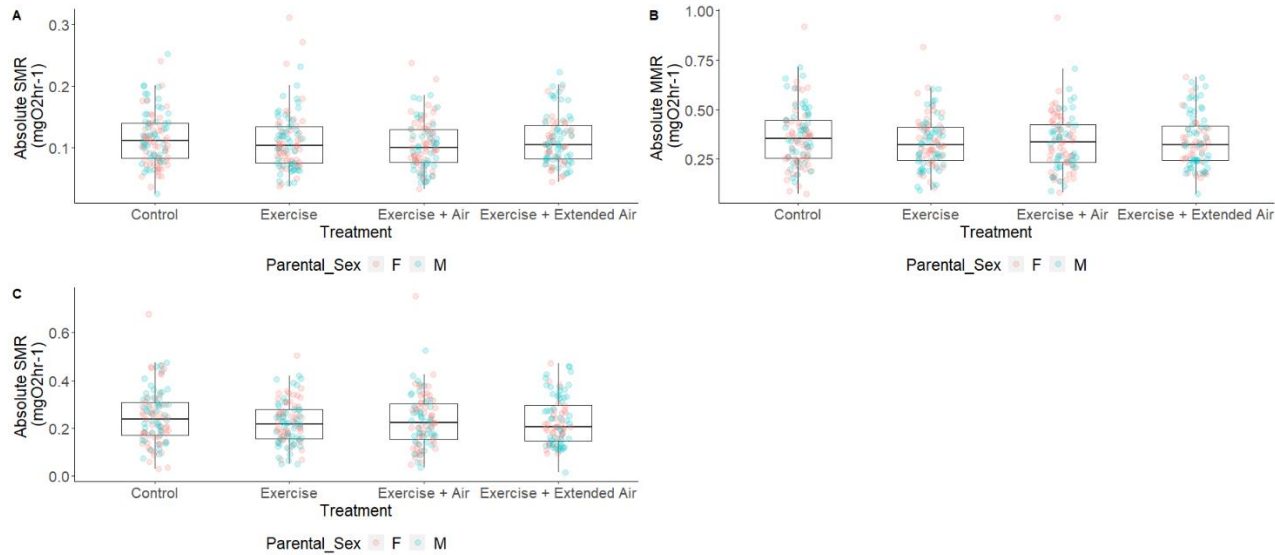 A
Absolute SMR
(mgO2hr-1)
0.3
0.2
0.1
Control Exercise Exercise + Air Exercise + Extended Air
Treatment
Parental_Sex F M
B
Absolute MMR
(mgO2hr-1)
1.00
0.75
0.50
0.25
Control Exercise Exercise + Air Exercise + Extended Air
Treatment
Parental_Sex F M
C
Absolute SMR
(mgO2hr-1)
0.6
0.4
0.2
0.0
Control Exercise Exercise + Air Exercise + Extended Air
Treatment
Parental_Sex F M